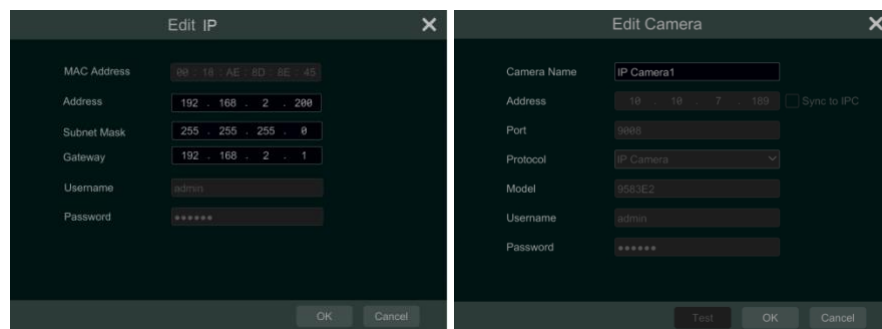 Edit IP
MAC Address 00 : 18 : AE : 8D : 8E : 45
Address 192 . 168 . 2 . 200
Subnet Mask 255 . 255 . 255 . 0
Gateway 192 . 168 . 2 . 1
Username admin
Password ●●●●●●
OK Cancel
Edit Camera
Camera Name IP Camera1
Address 10 . 10 . 7 . 189 Sync to IPC
Port 9008
Protocol IP Camera
Model 9583E2
Username admin
Password ●●●●●●
Test OK Cancel